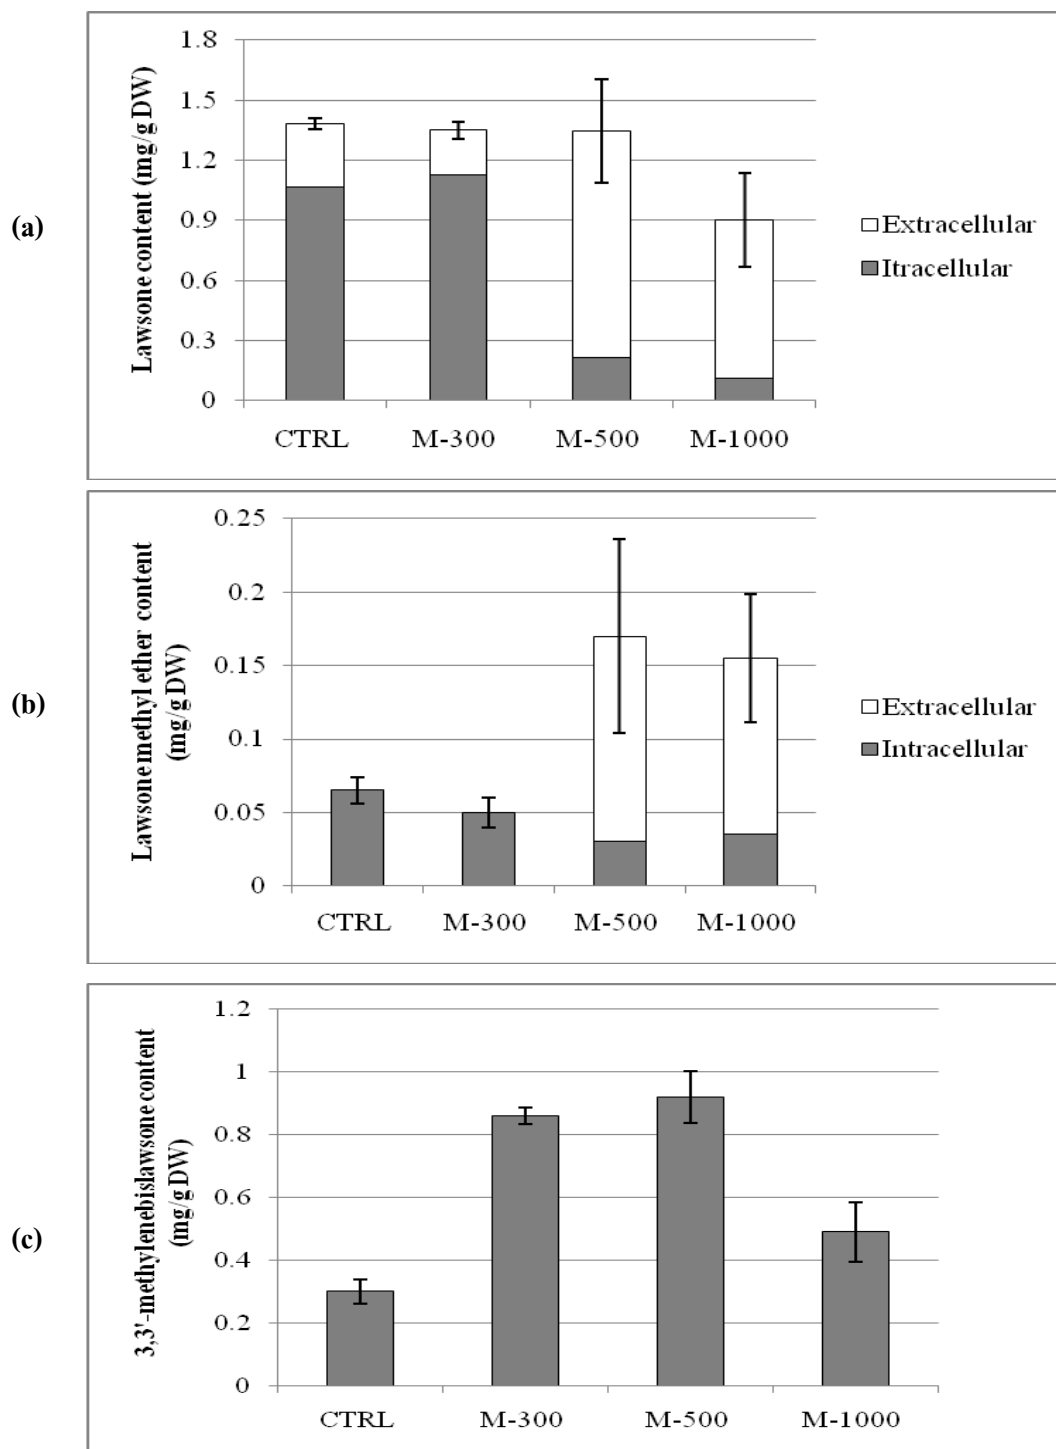 (a)
Lawsone content (mg/g DW)
1.8
1.5
1.2
0.9
0.6
0.3
0
CTRL M-300 M-500 M-1000
Extracellular
Itracellular
(b)
Lawsone methyl ether content
(mg/g DW)
0.25
0.2
0.15
0.1
0.05
0
CTRL M-300 M-500 M-1000
Extracellular
Intracellular
(c)
3,3'-methylenebislawsone content
(mg/g DW)
1.2
1
0.8
0.6
0.4
0.2
0
CTRL M-300 M-500 M-1000